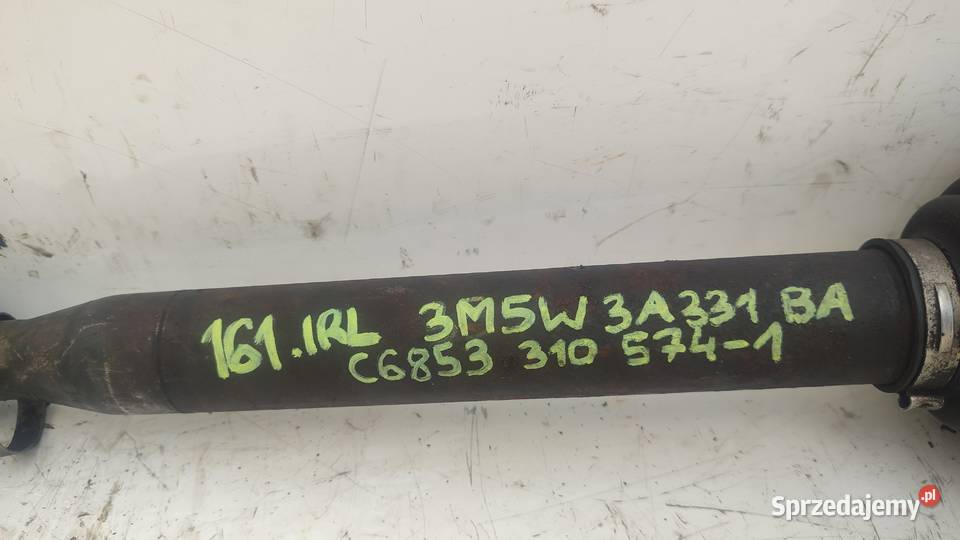 161.IRL 3M5W 3A331 BA
C6853 310 574-1
Sprzedajemy.pl